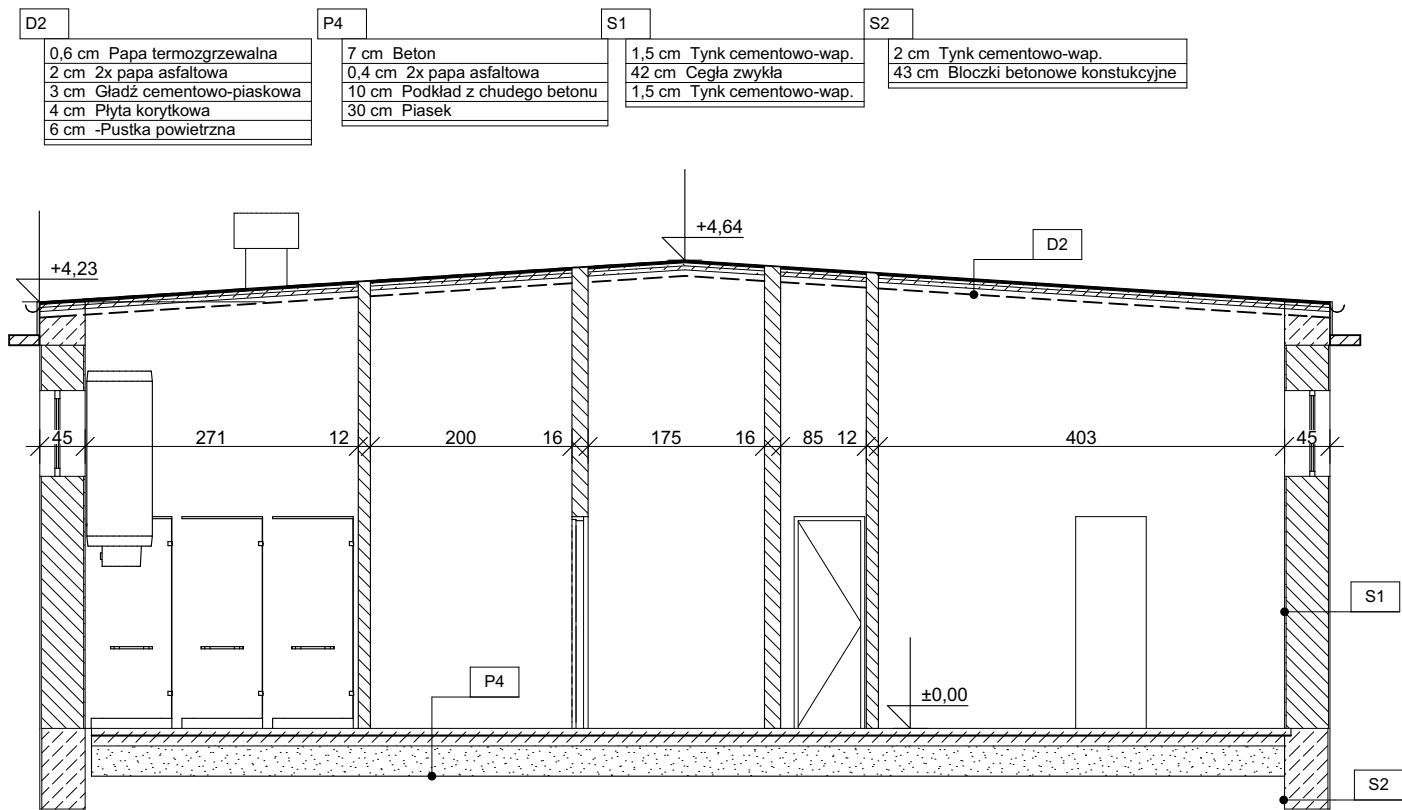 D2
0,6 cm Papa termozgrzewalna
2 cm 2x papa asfaltowa
3 cm Gładź cementowo-piaskowa
4 cm Płyta korytkowa
6 cm -Pustka powietrzna
P4
7 cm Beton
0,4 cm 2x papa asfaltowa
10 cm Podkład z chudego betonu
30 cm Piasek
S1
1,5 cm Tynk cementowo-wap.
42 cm Cegła zwykła
1,5 cm Tynk cementowo-wap.
S2
2 cm Tynk cementowo-wap.
43 cm Bloczki betonowe konstukcyjne
+4,64
D2
+4,23
45 271 12 200 16 175 16 85 12 403 45
S1
P4
±0,00
S2